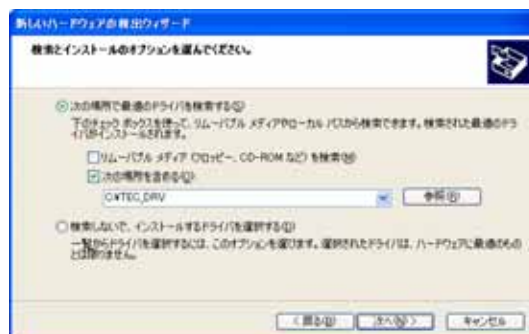 新しいハードウェアの検出ウィザード
検索とインストールのオプションを選んでください。
次の場所で最適のドライバを検索する(S)
下のチェック ボックスを使って、リムーバブル メディアやローカル パスから検索できます。検索された最適のドラ
イバがインストールされます。
リムーバブル メディア (フロッピー、CD-ROM など) を検索(M)
次の場所を含める(O):
C:¥TEC_DRV
参照(R)
検索しないで、インストールするドライバを選択する(D)
一覧からドライバを選択するには、このオプションを選びます。選択されたドライバは、ハードウェアに最適のもの
とは限りません。
< 戻る(B)
次へ(N) >
キャンセル